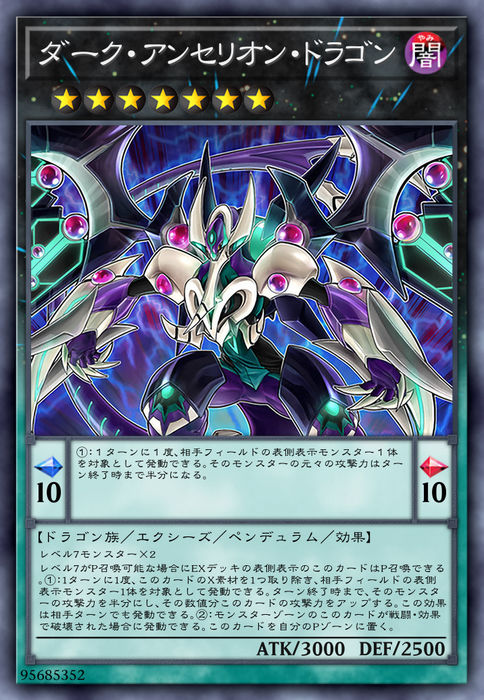 ダーク・アンセリオン・ドラゴン
やみ
闇
①:1ターンに1度、相手フィールドの表側表示モンスター1体
を対象として発動できる。そのモンスターの元々の攻撃力はター
ン終了時まで半分になる。
10
10
【ドラゴン族/エクシーズ/ペンデュラム/効果】
レベル7モンスター×2
レベル7がP召喚可能な場合にEXデッキの表側表示のこのカードはP召喚でき
る。①:1ターンに1度、このカードのX素材を1つ取り除き、相手フィールドの表側
表示モンスター1体を対象として発動できる。ターン終了時まで、そのモンスター
の攻撃力を半分にし、その数値分このカードの攻撃力をアップする。この効果
は相手ターンでも発動できる。②:モンスターゾーンのこのカードが戦闘・効果
で破壊された場合に発動できる。このカードを自分のPゾーンに置く。
ATK/3000 DEF/2500
95685352